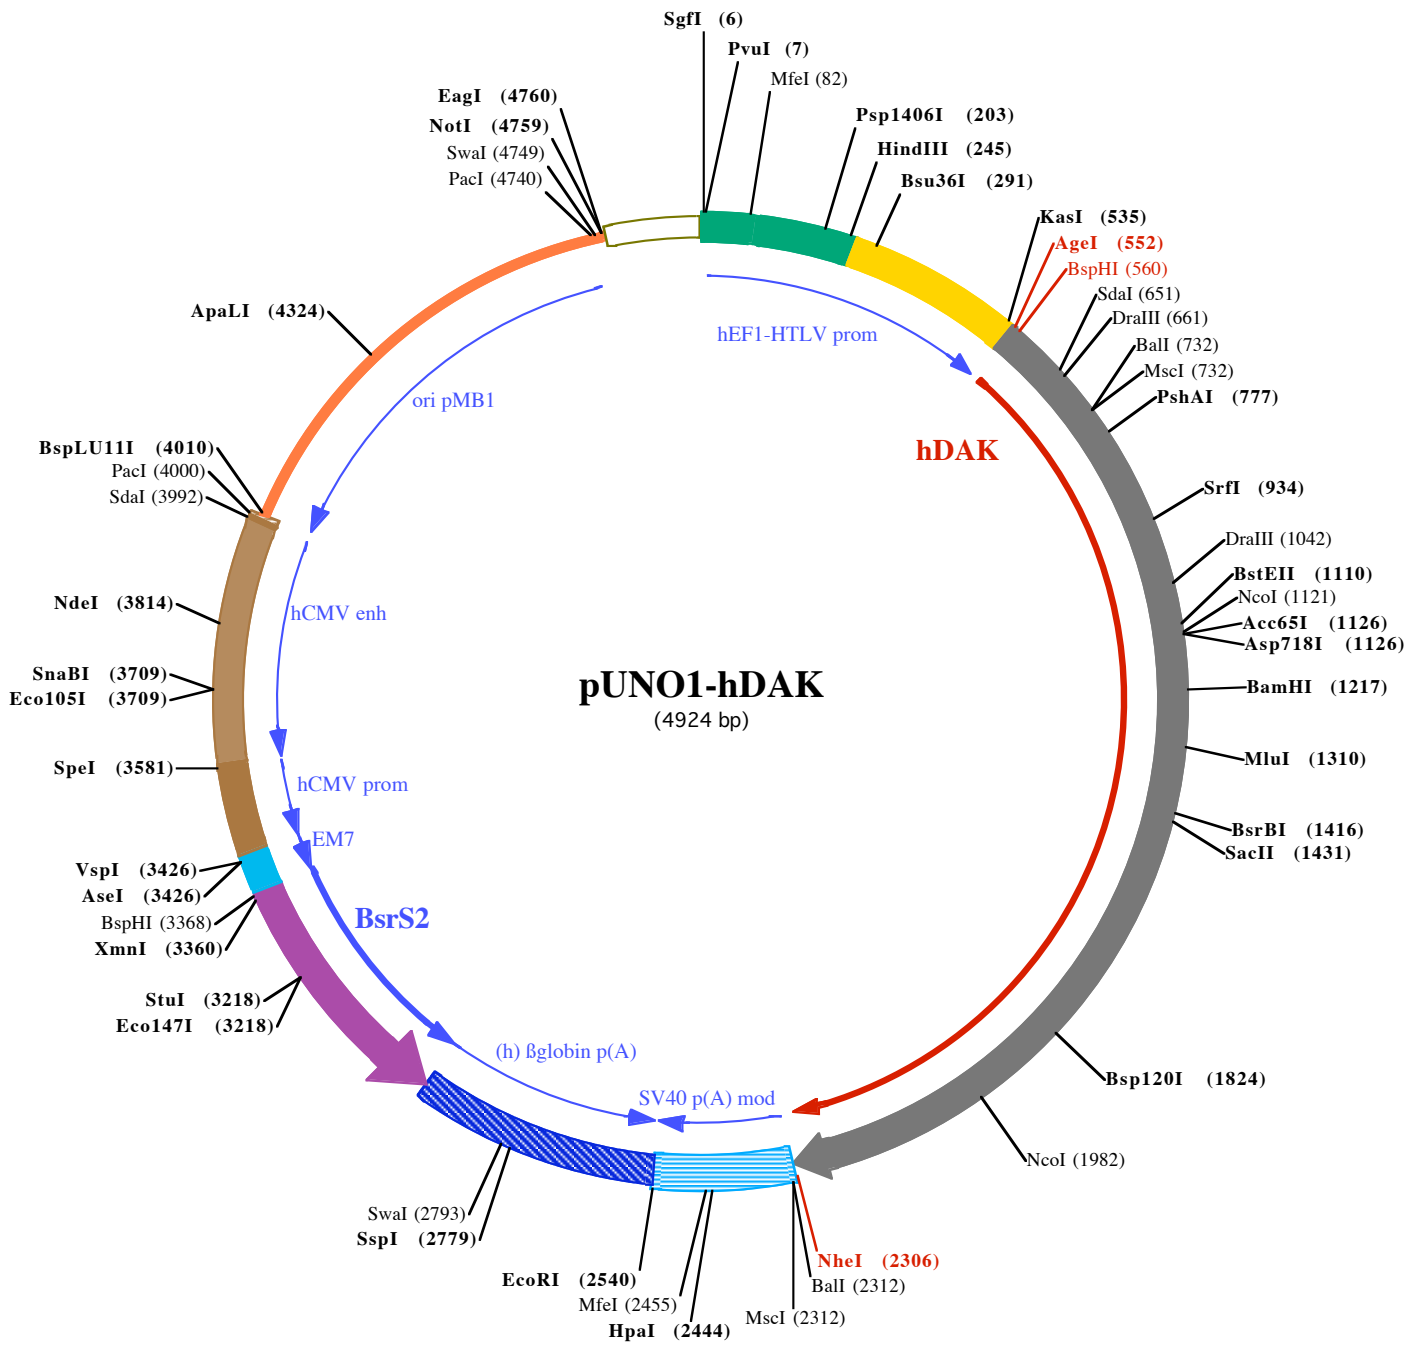 SgfI (6)
PvuI (7)
MfeI (82)
Psp1406I (203)
HindIII (245)
Bsu36I (291)
KasI (535)
AgeI (552)
BspHI (560)
SdaI (651)
DraIII (661)
BalI (732)
MscI (732)
PshAI (777)
SrfI (934)
DraIII (1042)
BstEII (1110)
NcoI (1121)
Acc65I (1126)
Asp718I (1126)
BamHI (1217)
MluI (1310)
BsrBI (1416)
SacII (1431)
Bsp120I (1824)
NcoI (1982)
NheI (2306)
BalI (2312)
MscI (2312)
HpaI (2444)
MfeI (2455)
EcoRI (2540)
SspI (2779)
SwaI (2793)
Eco147I (3218)
StuI (3218)
XmnI (3360)
BspHI (3368)
AseI (3426)
VspI (3426)
SpeI (3581)
Eco105I (3709)
SnaBI (3709)
NdeI (3814)
SdaI (3992)
PacI (4000)
BspLU11I (4010)
ApaLI (4324)
PacI (4740)
SwaI (4749)
NotI (4759)
EagI (4760)
hEF1-HTLV prom
hDAK
SV40 p(A) mod
(h) ßglobin p(A)
BsrS2
EM7
hCMV prom
hCMV enh
ori pMB1
pUNO1-hDAK
(4924 bp)